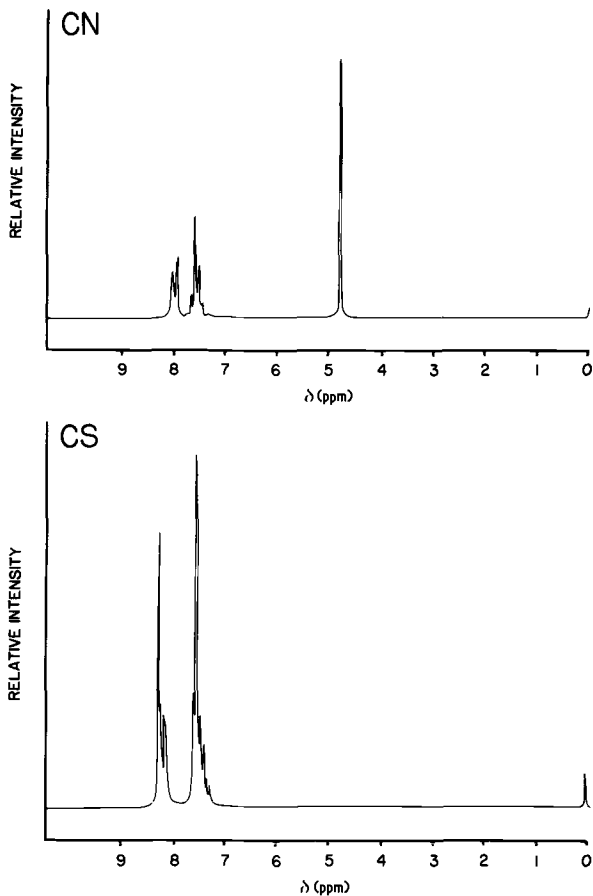 CN
RELATIVE INTENSITY
9 8 7 6 5 4 3 2 1 0
δ (ppm)
CS
RELATIVE INTENSITY
9 8 7 6 5 4 3 2 1 0
δ (ppm)